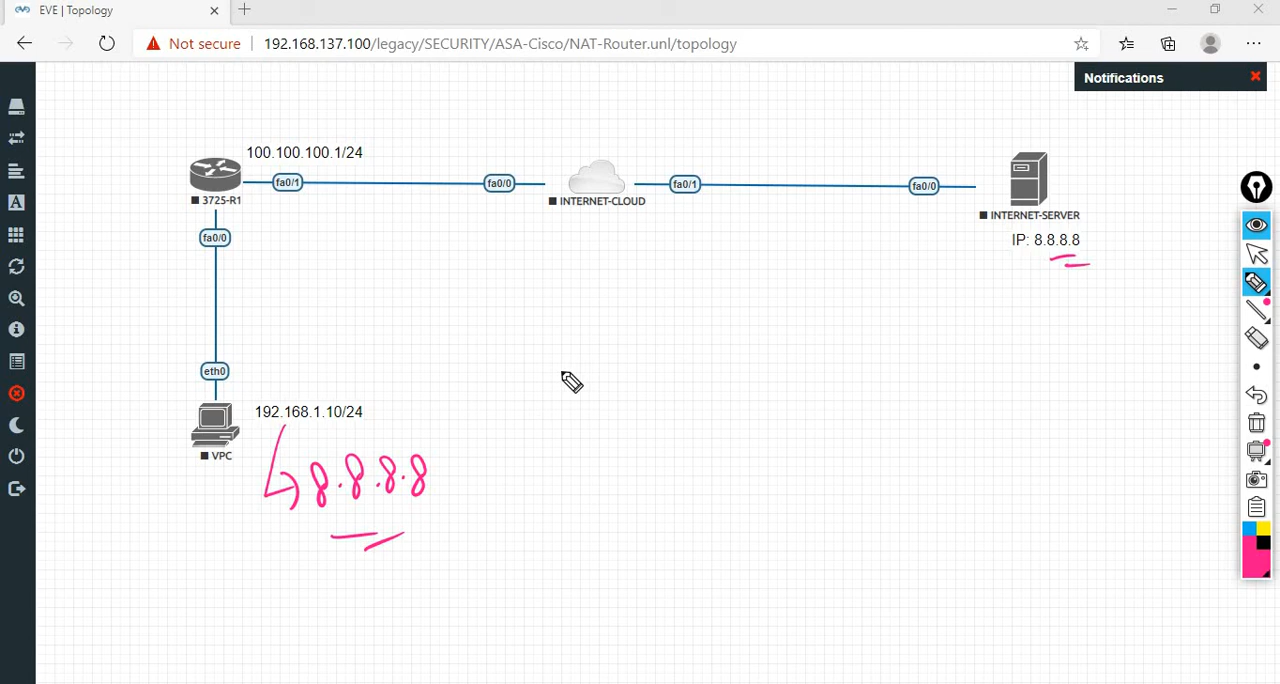 EVE | Topology
Not secure
192.168.137.100/legacy/SECURITY/ASA-Cisco/NAT-Router.unl/topology
Notifications
100.100.100.1/24
fa0/1
fa0/0
fa0/1
fa0/0
3725-R1
INTERNET-CLOUD
INTERNET-SERVER
fa0/0
IP: 8.8.8.8
eth0
192.168.1.10/24
VPC
8.8.8.8
A